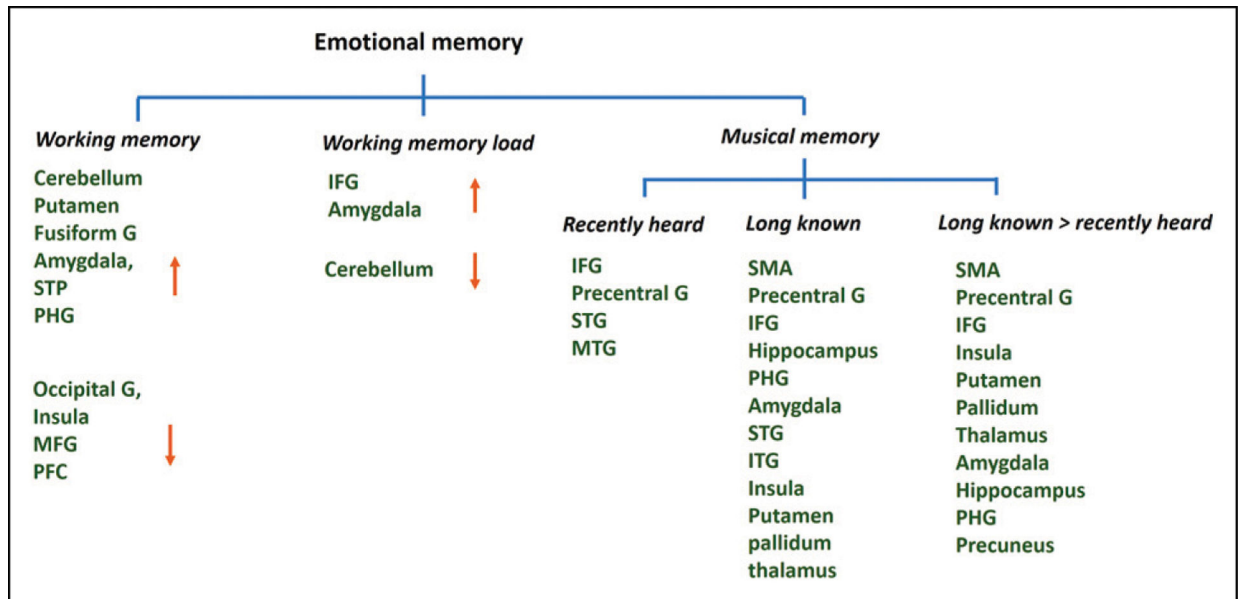 Emotional memory
Working memory
Cerebellum
Putamen
Fusiform G
Amygdala,
STP
PHG
Occipital G,
Insula
MFG
PFC
Working memory load
IFG
Amygdala
Cerebellum
Musical memory
Recently heard
IFG
Precentral G
STG
MTG
Long known
SMA
Precentral G
IFG
Hippocampus
PHG
Amygdala
STG
ITG
Insula
Putamen
pallidum
thalamus
Long known > recently heard
SMA
Precentral G
IFG
Insula
Putamen
Pallidum
Thalamus
Amygdala
Hippocampus
PHG
Precuneus